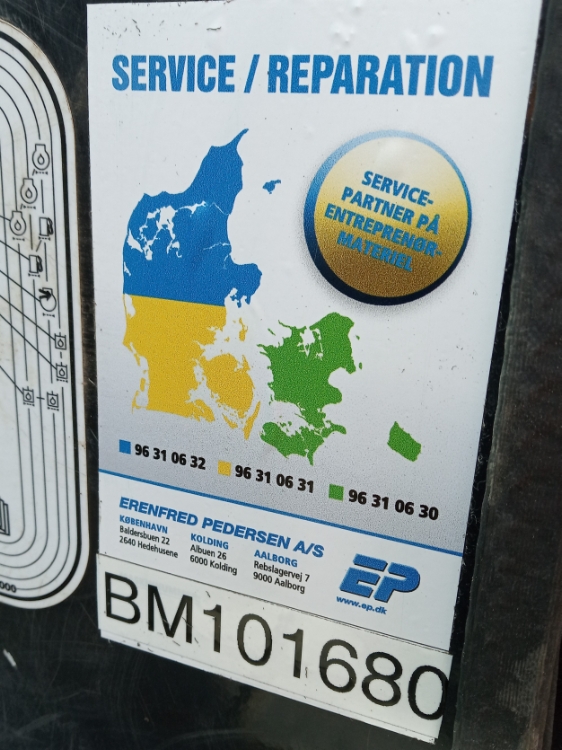 SERVICE / REPARATION
SERVICE-
PARTNER PÅ
ENTREPRENØR-
MATERIEL
96 31 06 32
96 31 06 31
96 31 06 30
ERENFRED PEDERSEN A/S
KØBENHAVN
Baldersbuen 22
2640 Hedehusene
KOLDING
Albuen 26
6000 Kolding
AALBORG
Rebslagervej 7
9000 Aalborg
EP
www.ep.dk
BM101680